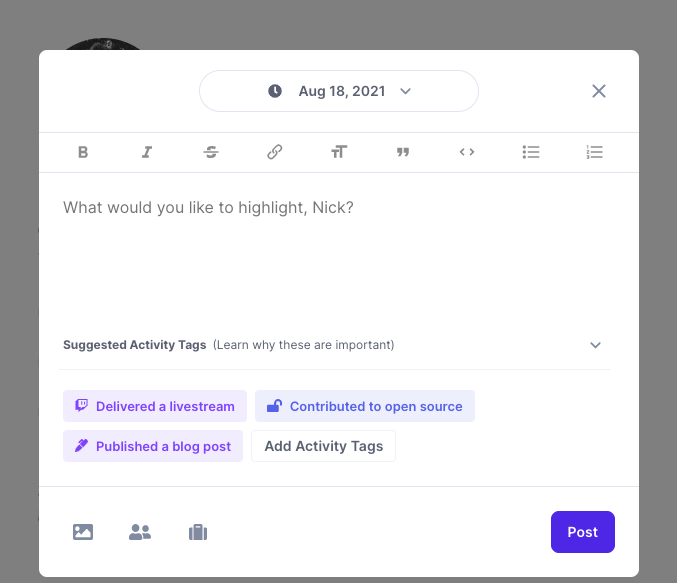 Aug 18, 2021
B I S
What would you like to highlight, Nick?
Suggested Activity Tags (Learn why these are important)
Delivered a livestream Contributed to open source
Published a blog post Add Activity Tags
Post